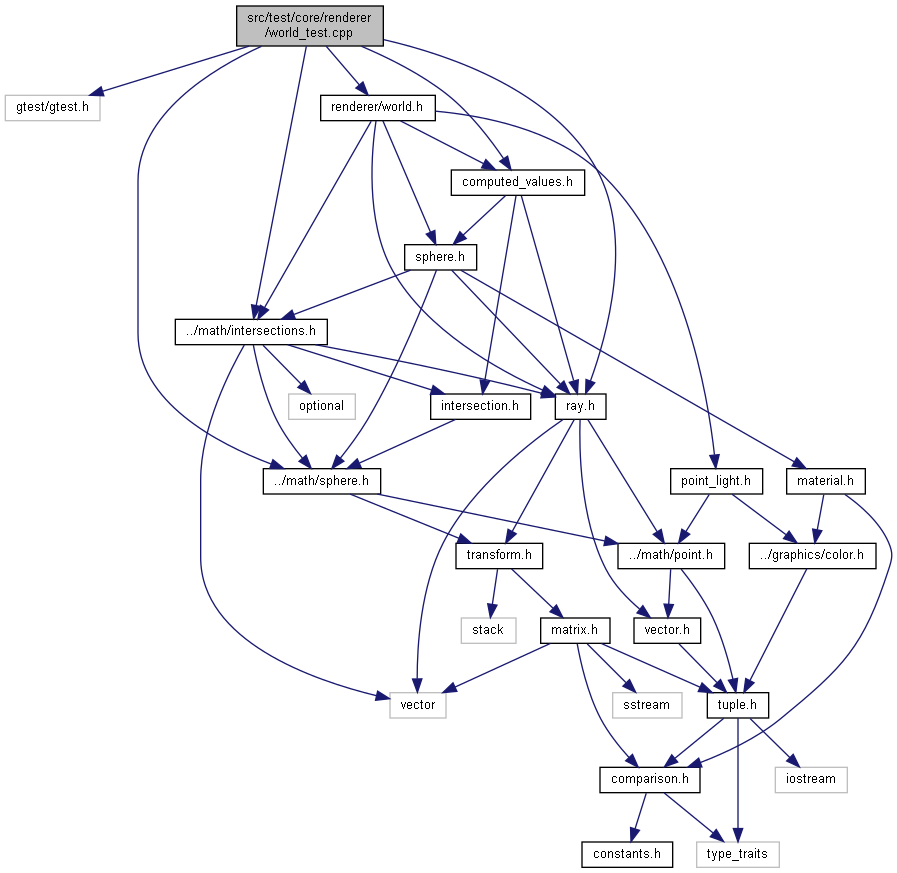 src/test/core/renderer
/world_test.cpp
gtest/gtest.h
renderer/world.h
computed_values.h
sphere.h
../math/intersections.h
optional
intersection.h
ray.h
../math/sphere.h
point_light.h
material.h
transform.h
../math/point.h
../graphics/color.h
stack
matrix.h
vector.h
vector
sstream
tuple.h
comparison.h
iostream
constants.h
type_traits